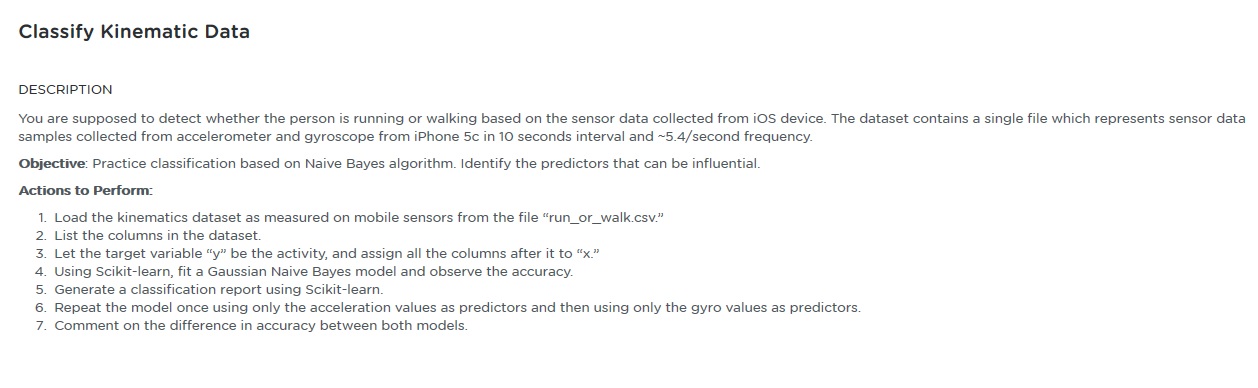 Classify Kinematic Data
DESCRIPTION
You are supposed to detect whether the person is running or walking based on the sensor data collected from iOS device. The dataset contains a single file which represents sensor data
samples collected from accelerometer and gyroscope from iPhone 5c in 10 seconds interval and ~5.4/second frequency.
Objective: Practice classification based on Naive Bayes algorithm. Identify the predictors that can be influential.
Actions to Perform:
1. Load the kinematics dataset as measured on mobile sensors from the file “run_or_walk.csv.”
2. List the columns in the dataset.
3. Let the target variable “y” be the activity, and assign all the columns after it to “x.”
4. Using Scikit-learn, fit a Gaussian Naive Bayes model and observe the accuracy.
5. Generate a classification report using Scikit-learn.
6. Repeat the model once using only the acceleration values as predictors and then using only the gyro values as predictors.
7. Comment on the difference in accuracy between both models.